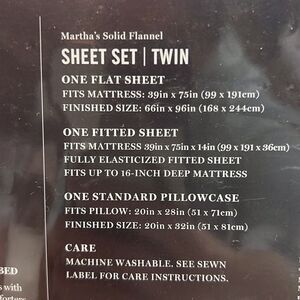 Martha's Solid Flannel
SHEET SET | TWIN
ONE FLAT SHEET
FITS MATTRESS: 39in x 75in (99 x 191cm)
FINISHED SIZE: 66in x 96in (168 x 244cm)
ONE FITTED SHEET
FITS MATTRESS 39in x 75in x 14in (99 x 191 x 36cm)
FULLY ELASTICIZED FITTED SHEET
FITS UP TO 16-INCH DEEP MATTRESS
ONE STANDARD PILLOWCASE
FITS PILLOW: 20in x 28in (51 x 71cm)
FINISHED SIZE: 20in x 32in (51 x 81cm)
CARE
MACHINE WASHABLE. SEE SEWN
LABEL FOR CARE INSTRUCTIONS.
BED
s with